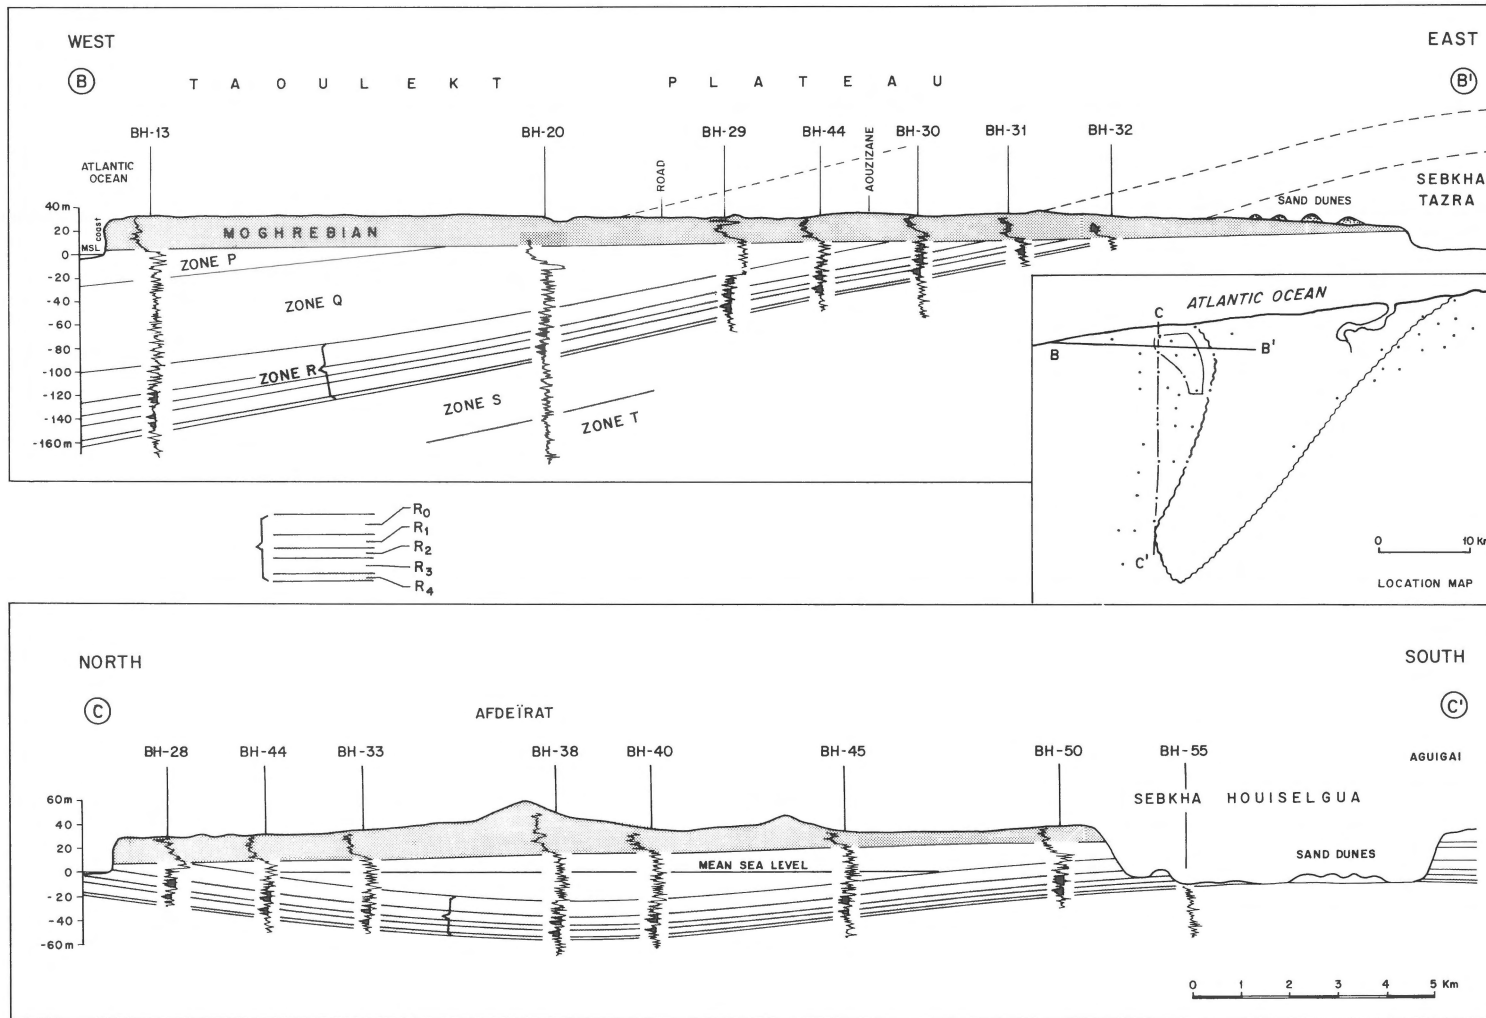 WEST
EAST
B
T A O U L E K T P L A T E A U
B'
BH-13
BH-20
BH-29
BH-44
BH-30
BH-31
BH-32
ATLANTIC
OCEAN
ROAD
AOUZIZANE
SEBKHA
TAZRA
SAND DUNES
40m
20
MSL
0
-20
-40
-60
-80
-100
-120
-140
-160m
coast
MOGHREBIAN
ZONE P
ZONE Q
ZONE R
ZONE S
ZONE T
ATLANTIC OCEAN
C
B
B'
C'
0 10 Km
LOCATION MAP
R0
R1
R2
R3
R4
NORTH
SOUTH
C
C'
AFDEÏRAT
BH-28
BH-44
BH-33
BH-38
BH-40
BH-45
BH-50
BH-55
AGUIGAI
SEBKHA HOUISELGUA
60m
40
20
0
-20
-40
-60m
MEAN SEA LEVEL
SAND DUNES
0 1 2 3 4 5 Km